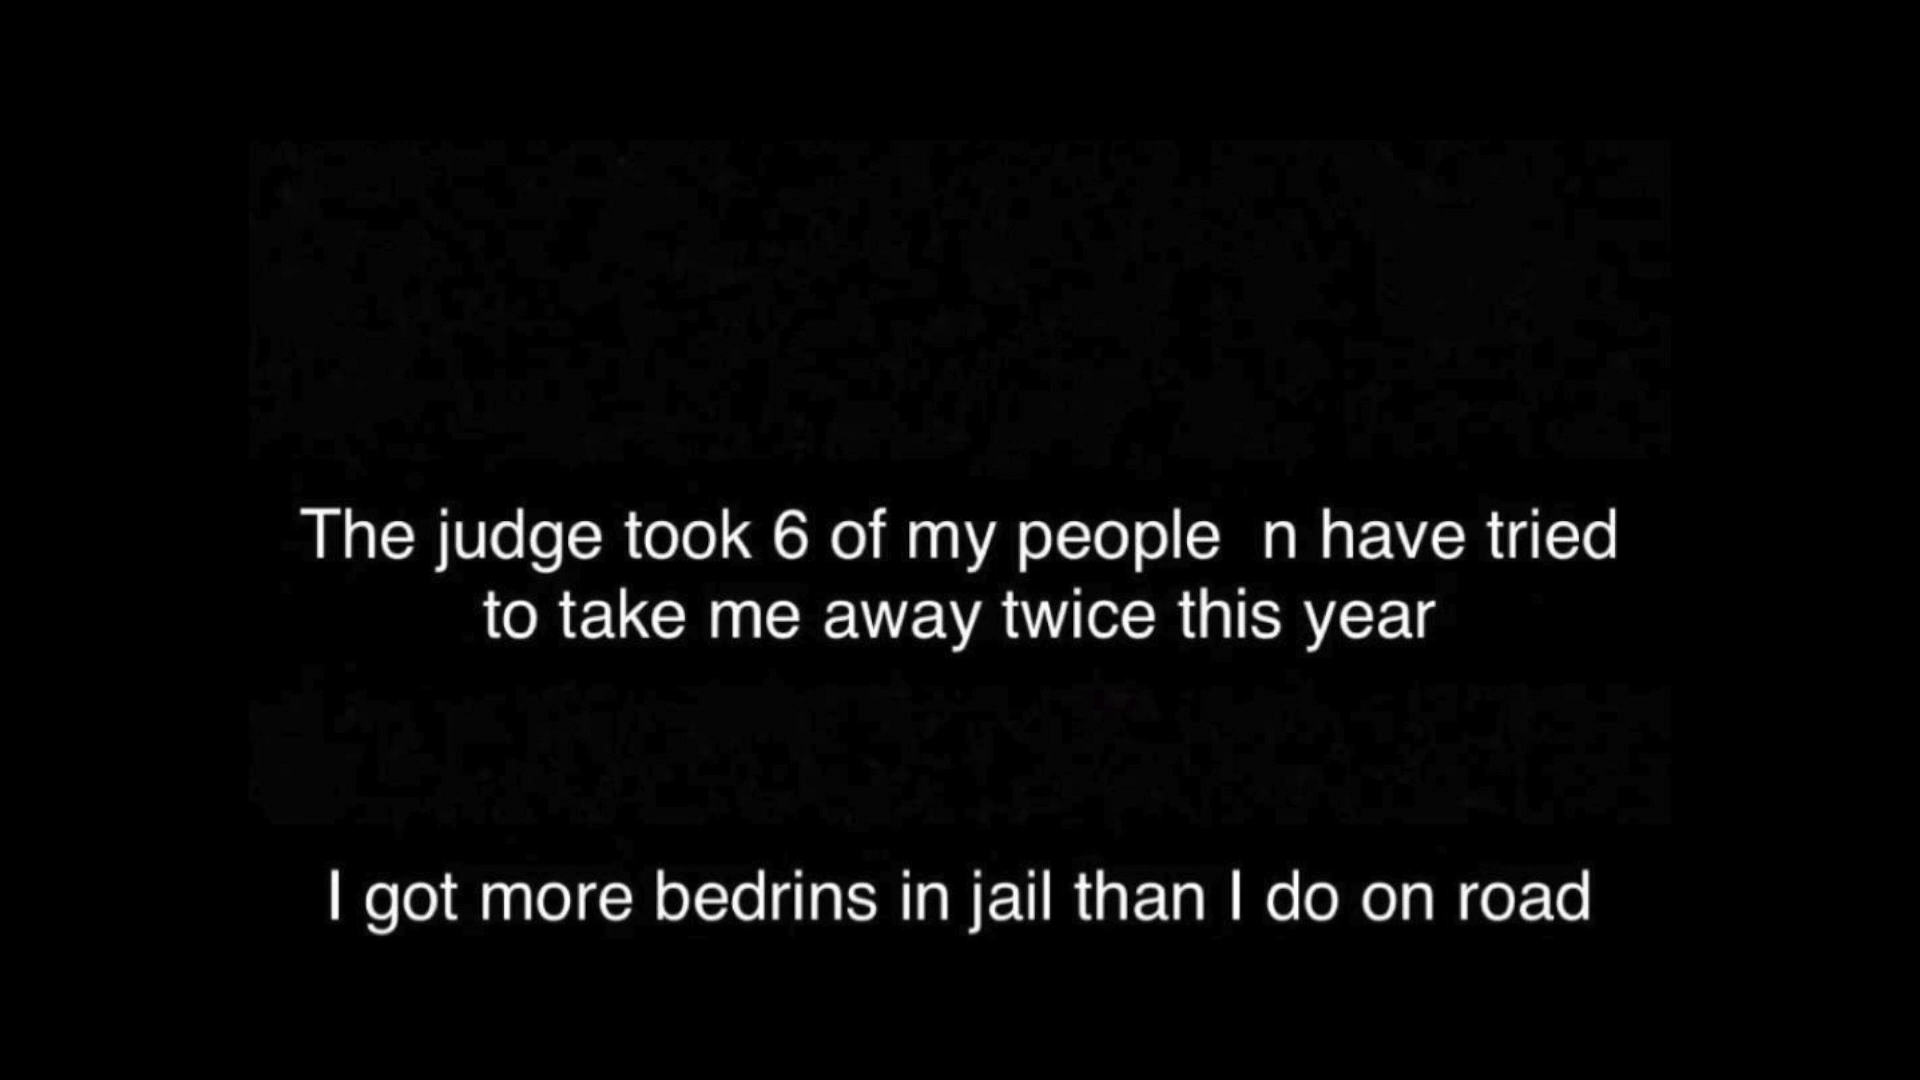 The judge took 6 of my people  n have tried
to take me away twice this year
I got more bedrins in jail than I do on road